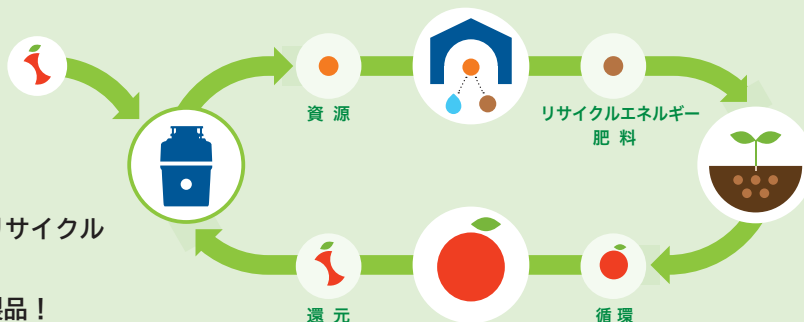 資 源
リサイクルエネルギー
肥 料
リサイクル
製品！
還 元
循 環